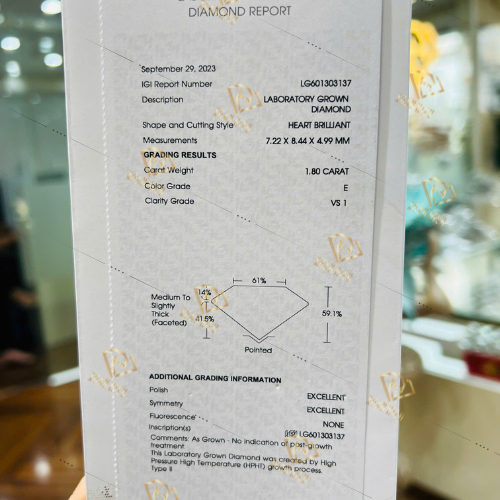 DIAMOND REPORT
September 29, 2023
IGI Report Number LG601303137
Description LABORATORY GROWN
DIAMOND
Shape and Cutting Style HEART BRILLIANT
Measurements 7.22 X 8.44 X 4.99 MM
GRADING RESULTS
Carat Weight 1.80 CARAT
Color Grade E
Clarity Grade VS 1
61%
14%
Medium To
Slightly
Thick
(Faceted)
41.5%
59.1%
Pointed
ADDITIONAL GRADING INFORMATION
Polish EXCELLENT
Symmetry EXCELLENT
Fluorescence NONE
Inscription(s) LG601303137
Comments: As Grown - No indication of post-growth
treatment
This Laboratory Grown Diamond was created by High
Pressure High Temperature (HPHT) growth process.
Type II